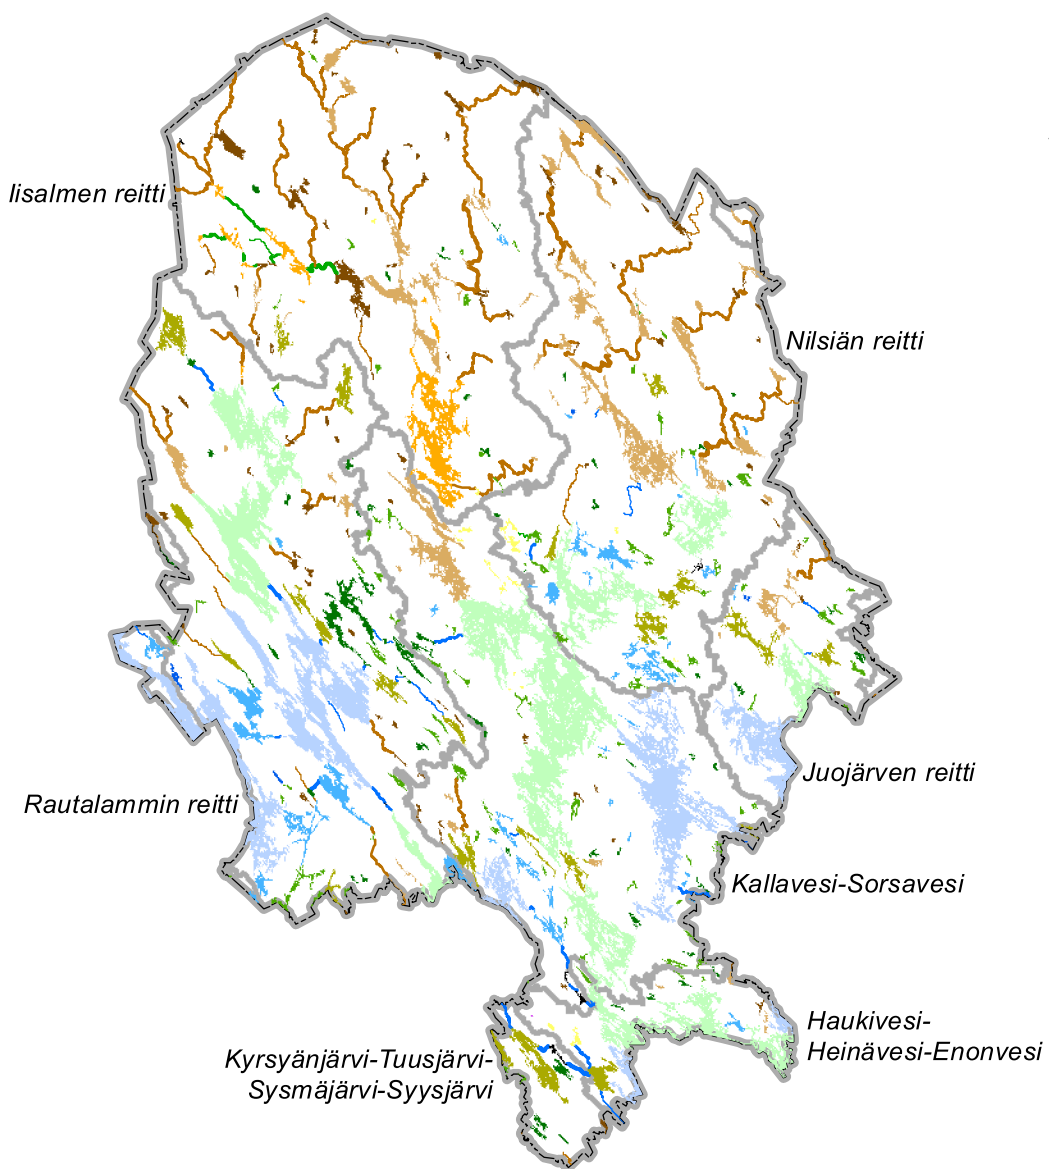 Iisalmen reitti
Nilsiän reitti
Juojärven reitti
Rautalammin reitti
Kallavesi-Sorsavesi
Haukivesi-
Heinävesi-Enonvesi
Kyrsyänjärvi-Tuusjärvi-
Sysmäjärvi-Syysjärvi